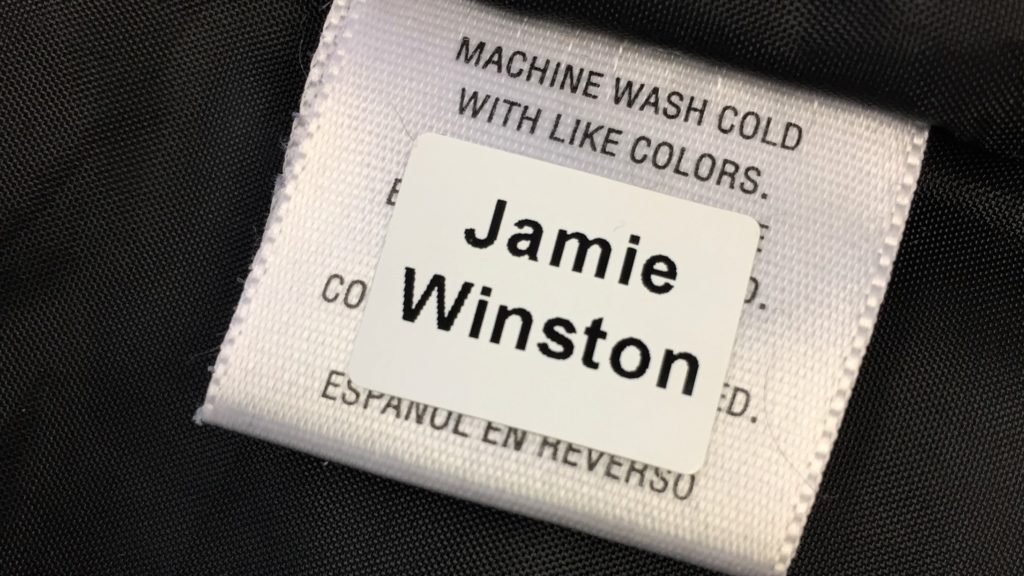 MACHINE WASH COLD
WITH LIKE COLORS.
Jamie
Winston
ESPAÑOL EN REVERSO